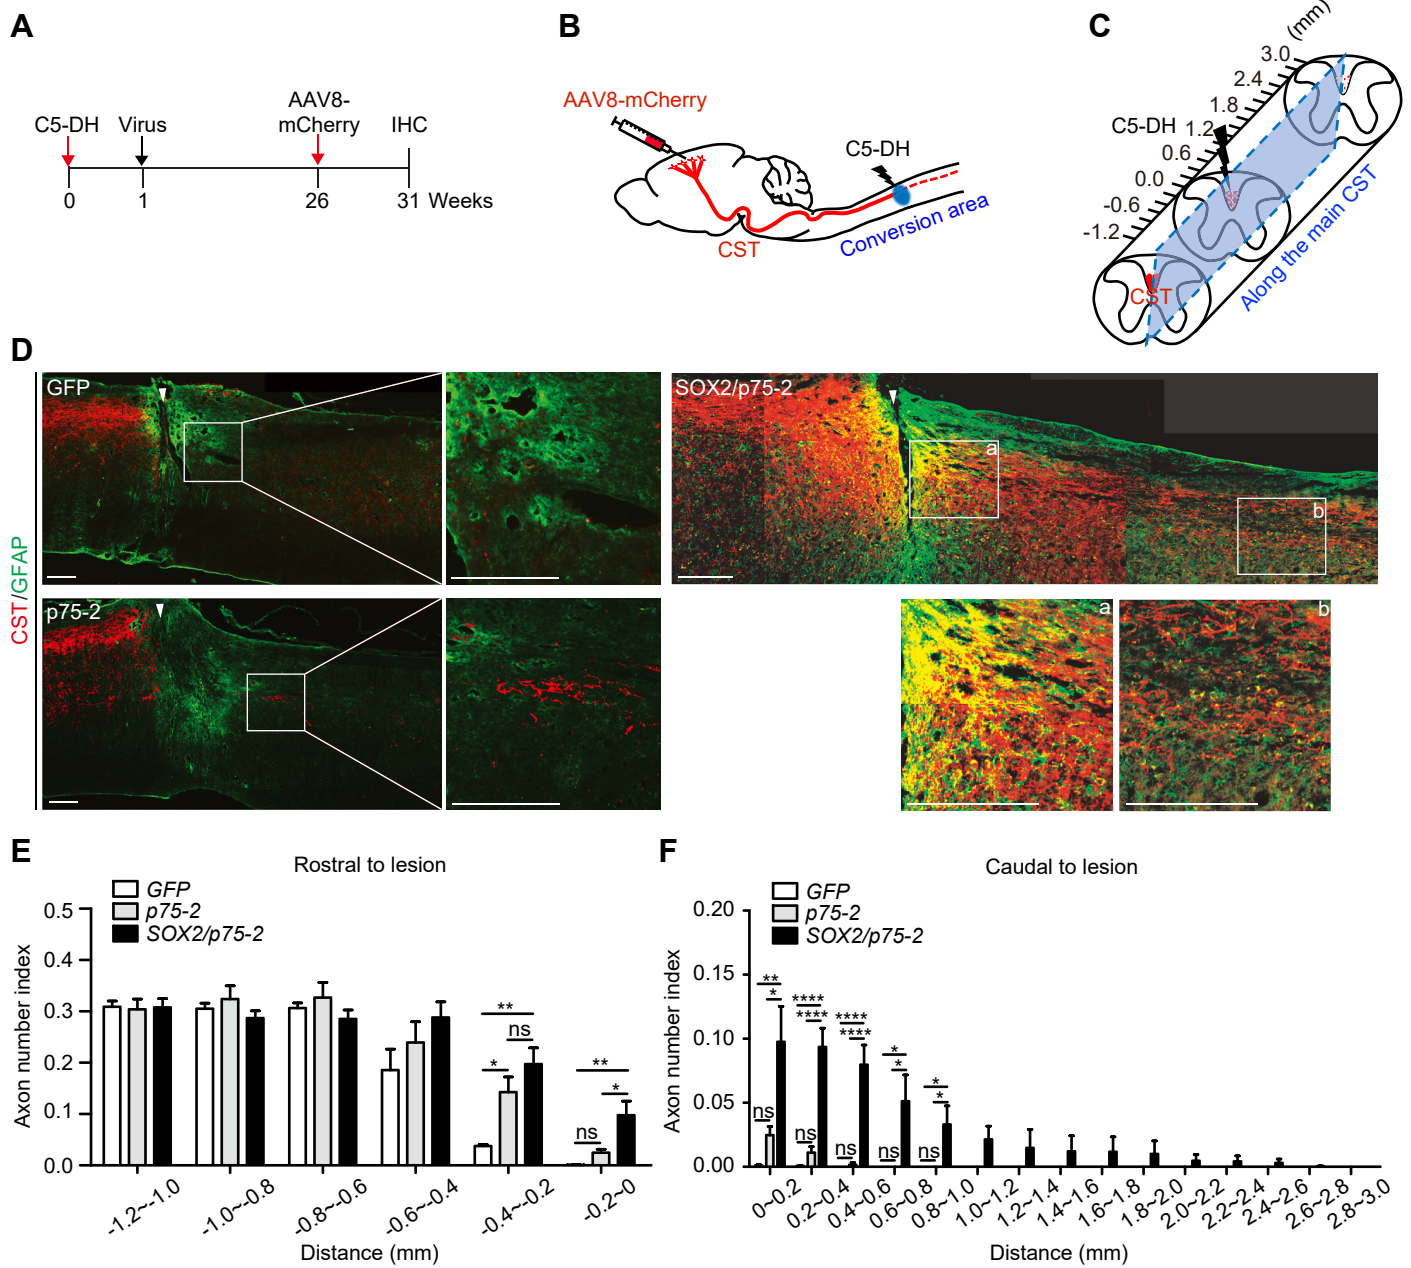 A
C5-DH
Virus
AAV8-
mCherry
IHC
0
1
26
31
Weeks
B
AAV8-mCherry
C5-DH
CST
Conversion area
C
(mm)
3.0
2.4
1.8
1.2
0.6
0.0
-0.6
-1.2
C5-DH
CST
Along the main CST
D
CST/GFAP
GFP
SOX2/p75-2
a
b
p75-2
a
b
E
Rostral to lesion
GFP
p75-2
SOX2/p75-2
Axon number index
0.5
0.4
0.3
0.2
0.1
0.0
**
ns
*
**
*
ns
-1.2~-1.0
-1.0~-0.8
-0.8~-0.6
-0.6~-0.4
-0.4~-0.2
-0.2~0
Distance (mm)
F
Caudal to lesion
GFP
p75-2
SOX2/p75-2
Axon number index
0.20
0.15
0.10
0.05
0.00
**
*
ns
****
****
ns
****
****
ns
*
*
ns
*
*
ns
0~0.2
0.2~0.4
0.4~0.6
0.6~0.8
0.8~1.0
1.0~1.2
1.2~1.4
1.4~1.6
1.6~1.8
1.8~2.0
2.0~2.2
2.2~2.4
2.4~2.6
2.6~2.8
2.8~3.0
Distance (mm)